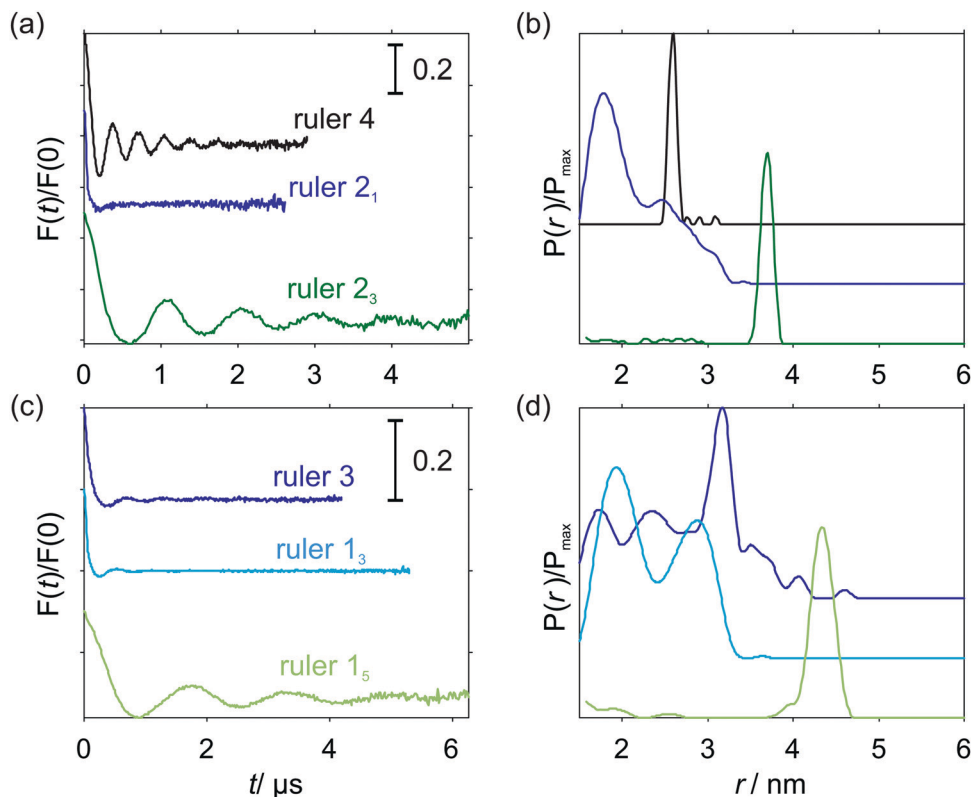 (a)
F(t)/F(0)
0.2
ruler 4
ruler 2₁
ruler 2₃
0 1 2 3 4
(b)
P(r)/Pₘₐₓ
2 3 4 5 6
(c)
F(t)/F(0)
0.2
ruler 3
ruler 1₃
ruler 1₅
0 2 4 6
t/ μs
(d)
P(r)/Pₘₐₓ
2 3 4 5 6
r / nm